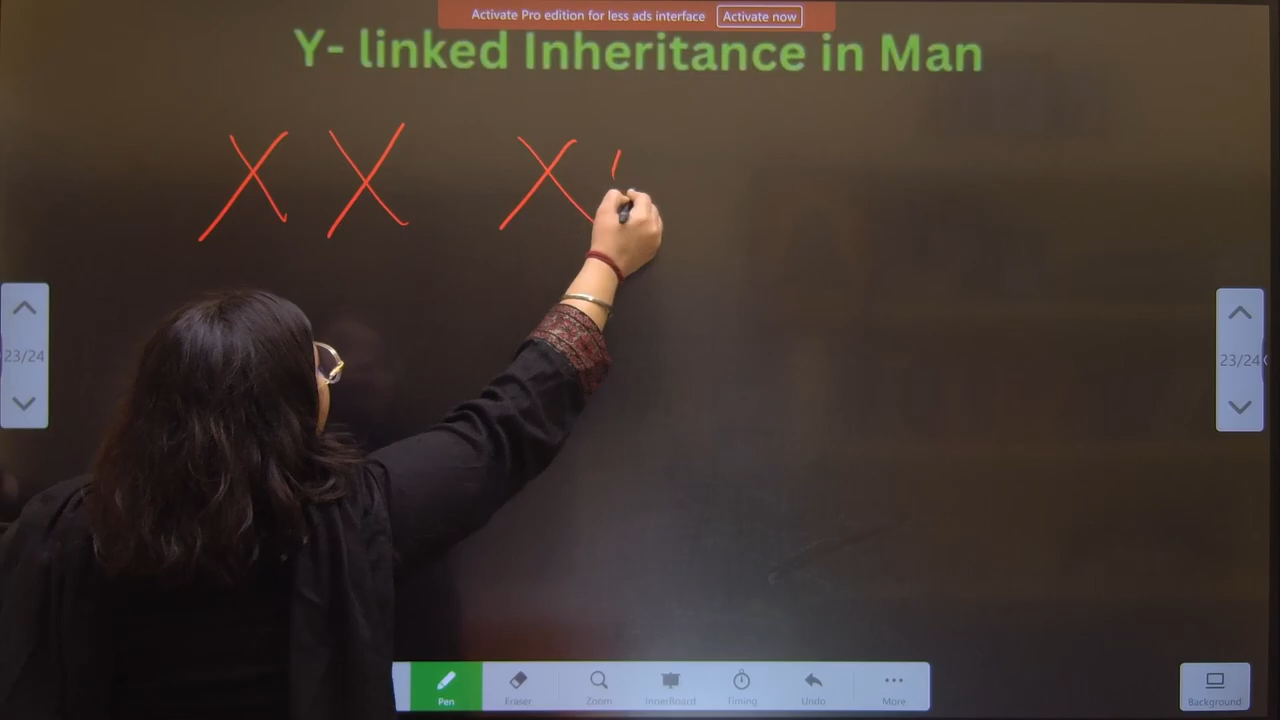 Activate Pro edition for less ads interface Activate now
Y- linked Inheritance in Man
X X X
23/24 23/24
Pen Eraser Zoom InnerBoard Timing Undo More Background